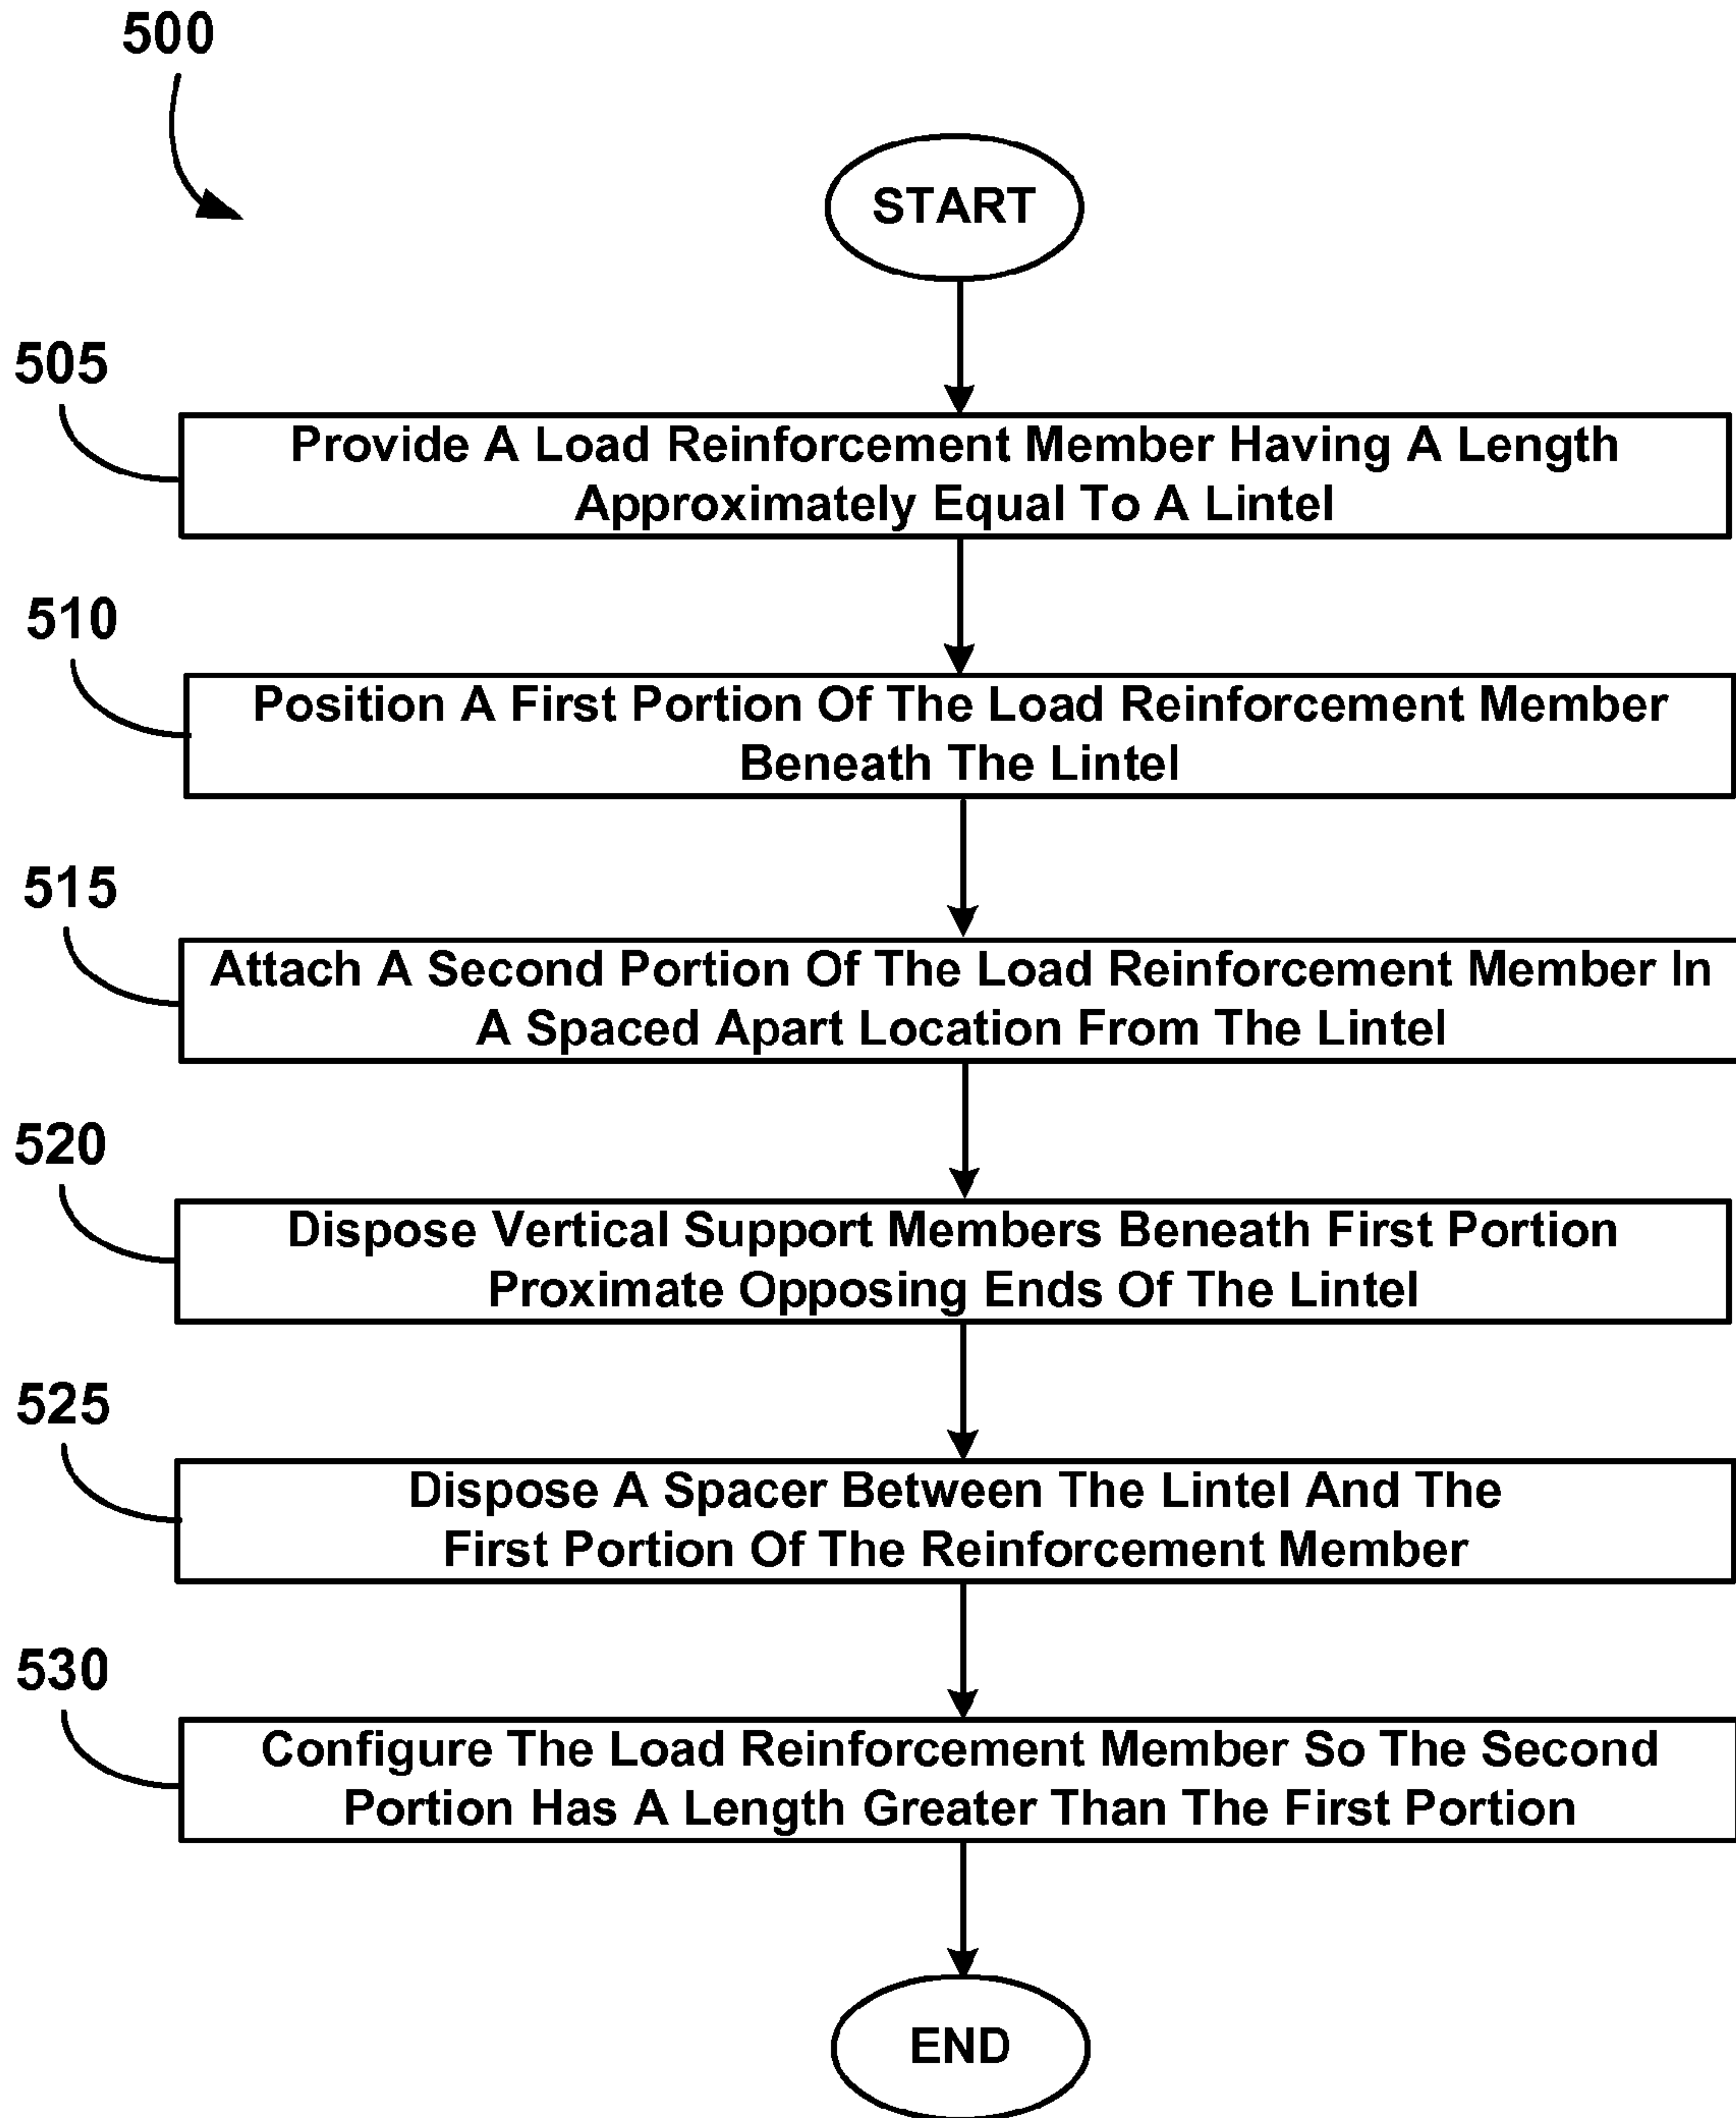 500
START
505
Provide A Load Reinforcement Member Having A Length
Approximately Equal To A Lintel
510
Position A First Portion Of The Load Reinforcement Member
Beneath The Lintel
515
Attach A Second Portion Of The Load Reinforcement Member In
A Spaced Apart Location From The Lintel
520
Dispose Vertical Support Members Beneath First Portion
Proximate Opposing Ends Of The Lintel
525
Dispose A Spacer Between The Lintel And The
First Portion Of The Reinforcement Member
530
Configure The Load Reinforcement Member So The Second
Portion Has A Length Greater Than The First Portion
END